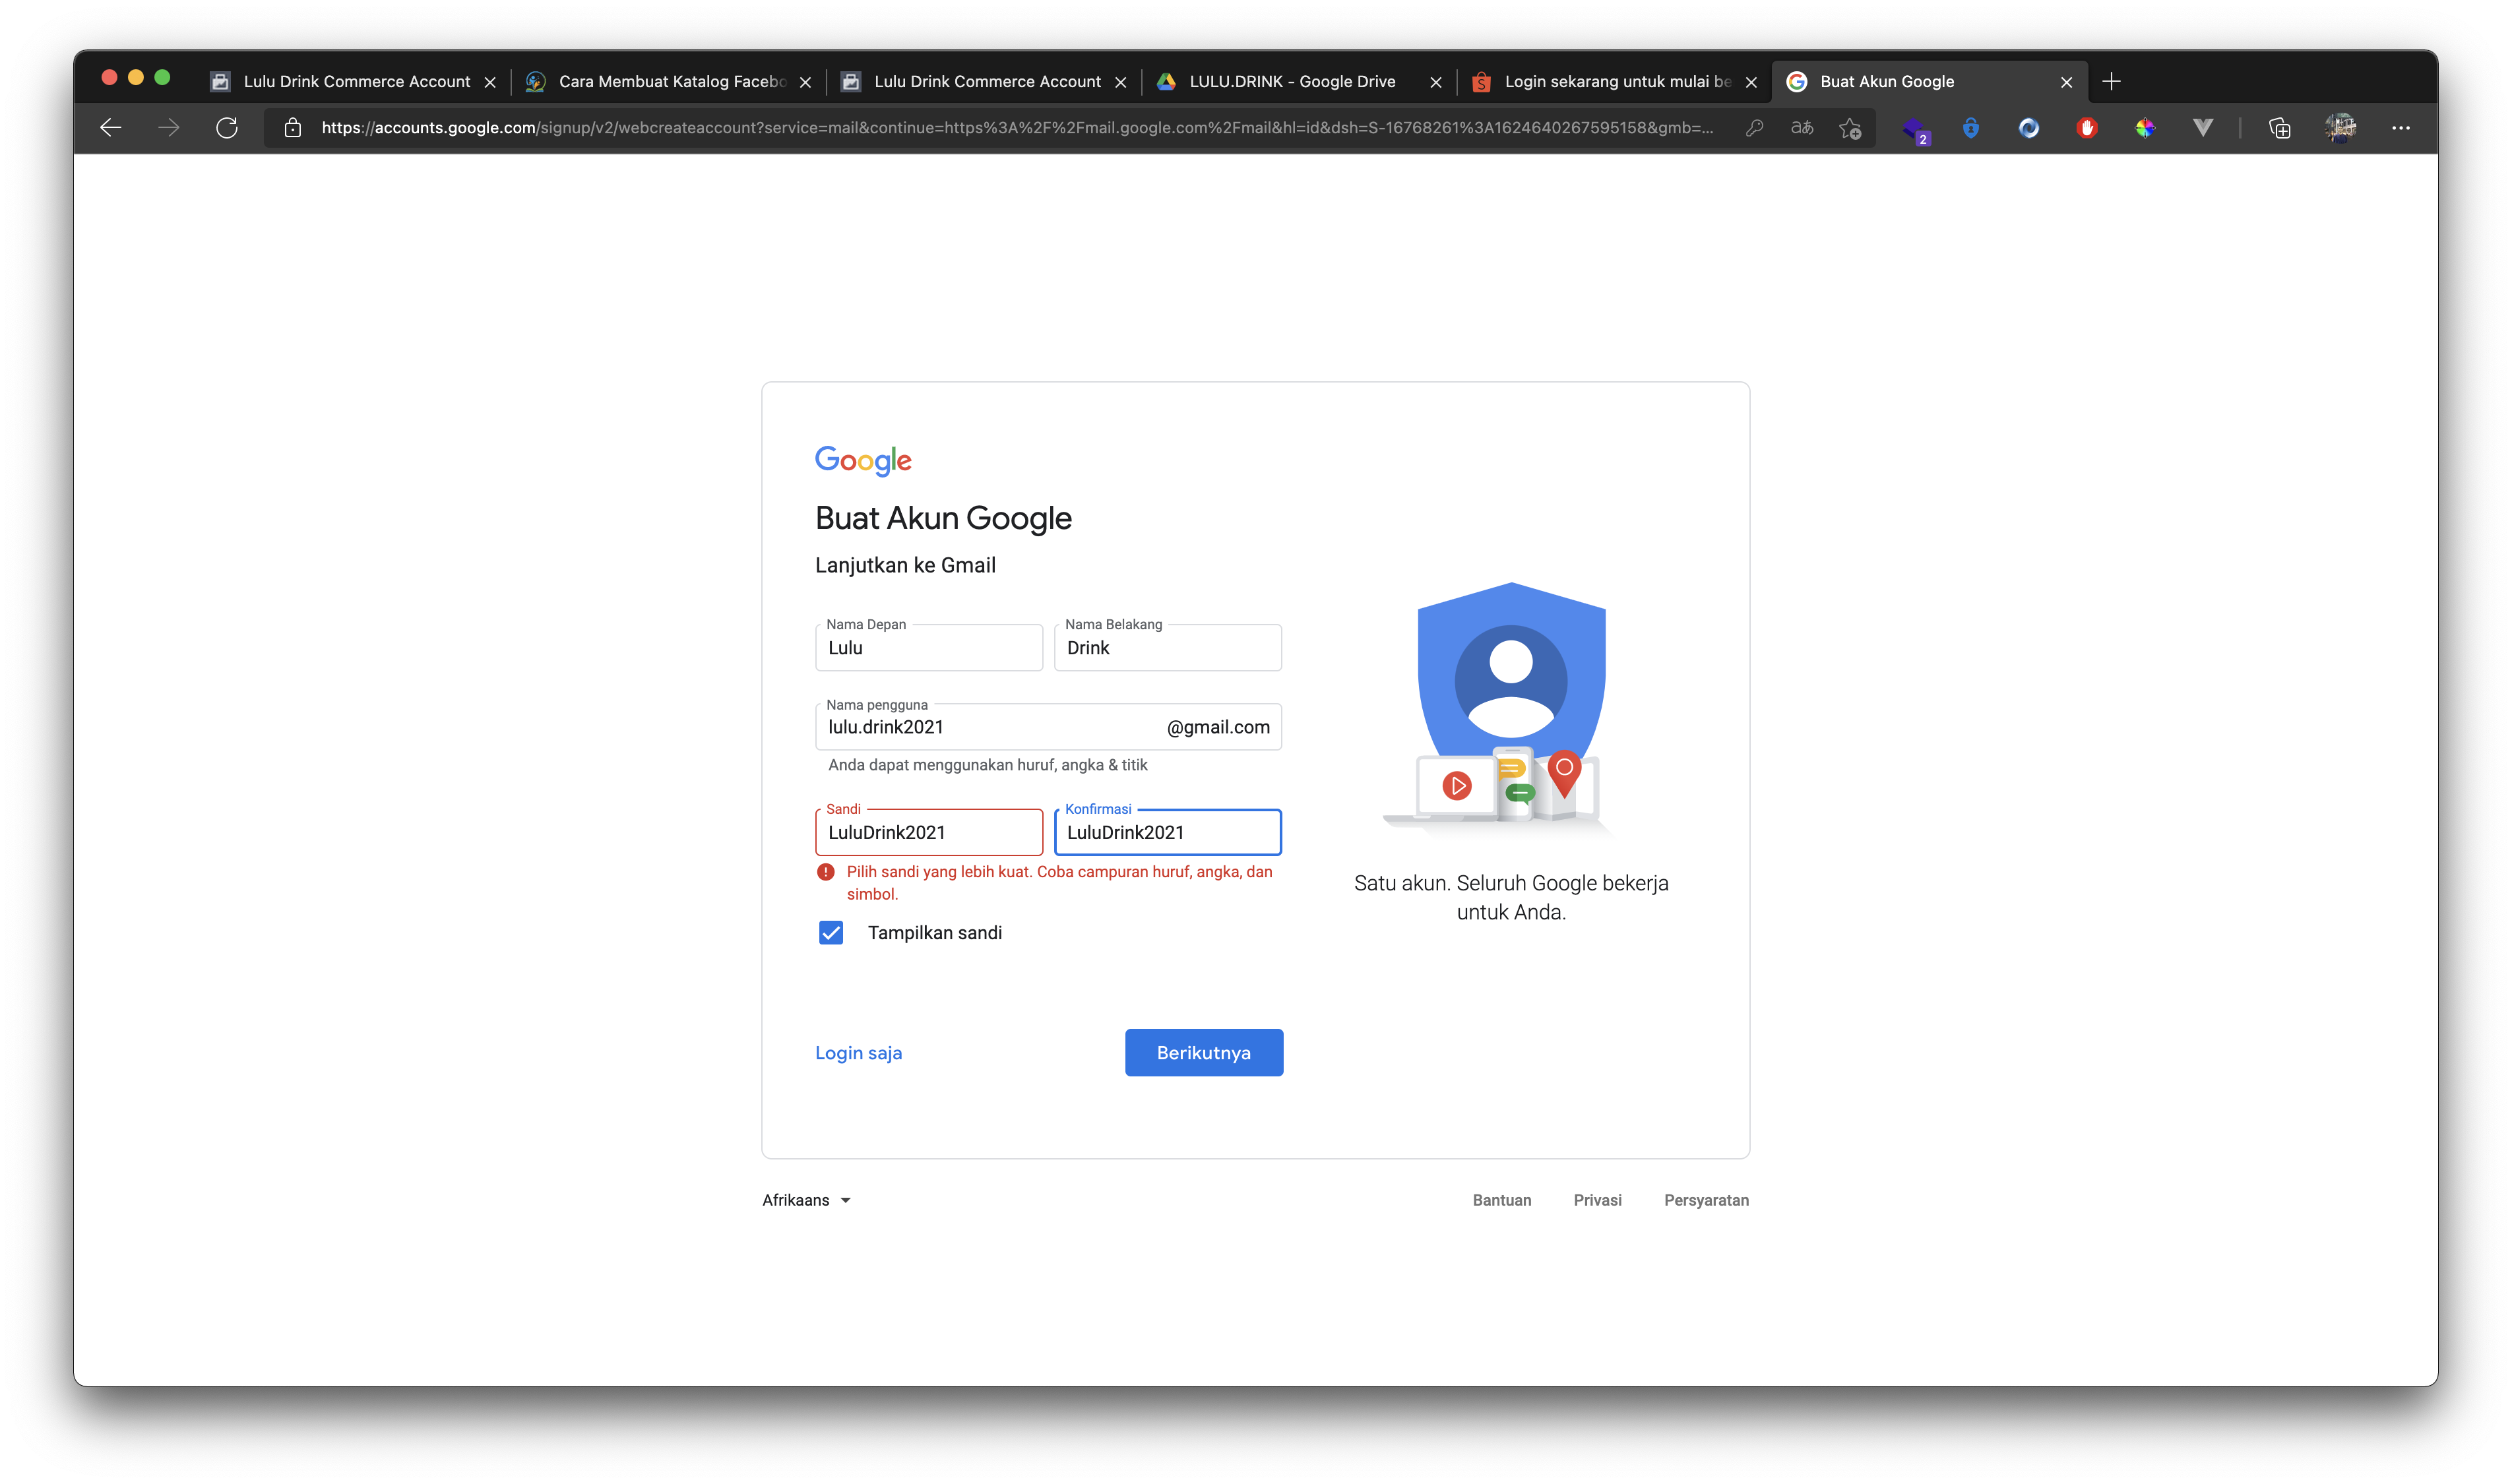 Lulu Drink Commerce Account
Cara Membuat Katalog Facebo
Lulu Drink Commerce Account
LULU.DRINK - Google Drive
Login sekarang untuk mulai be
Buat Akun Google
https://accounts.google.com/signup/v2/webcreateaccount?service=mail&continue=https%3A%2F%2Fmail.google.com%2Fmail&hl=id&dsh=S-16768261%3A1624640267595158&gmb=...
2
Google
Buat Akun Google
Lanjutkan ke Gmail
Nama Depan
Nama Belakang
Lulu
Drink
Nama pengguna
lulu.drink2021
@gmail.com
Anda dapat menggunakan huruf, angka & titik
Sandi
Konfirmasi
LuluDrink2021
LuluDrink2021
Pilih sandi yang lebih kuat. Coba campuran huruf, angka, dan
simbol.
Tampilkan sandi
Login saja
Berikutnya
Satu akun. Seluruh Google bekerja
untuk Anda.
Afrikaans
Bantuan
Privasi
Persyaratan